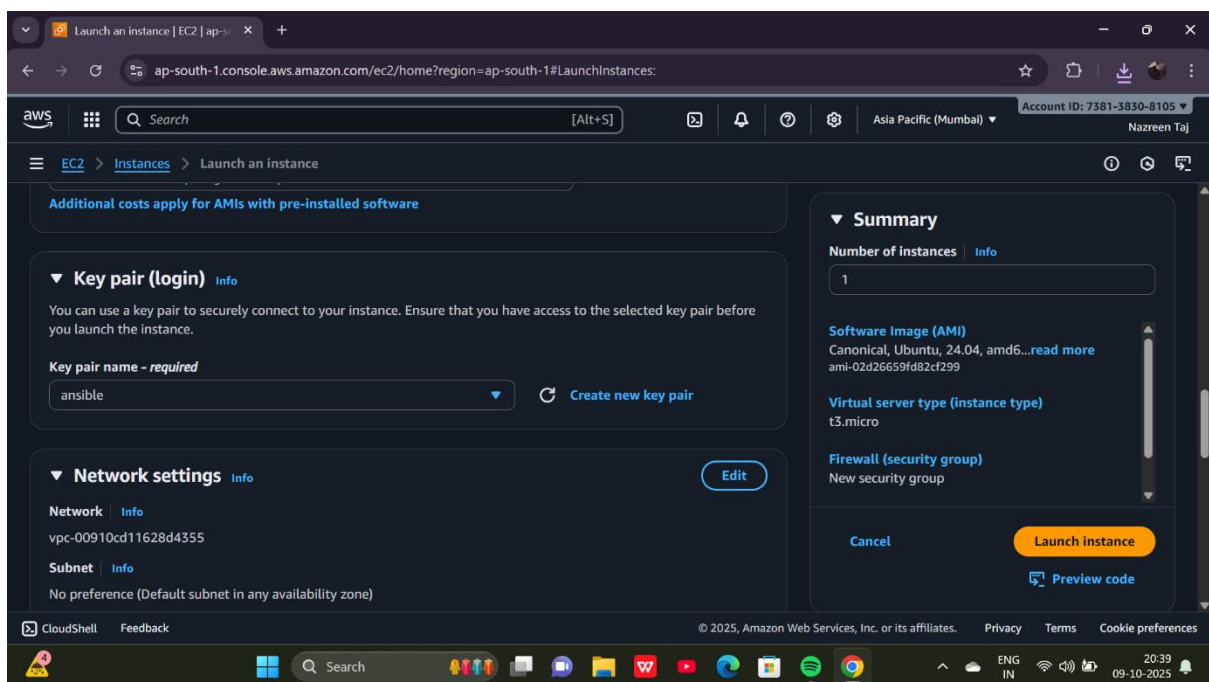 Launch an instance | EC2 | ap-s
ap-south-1.console.aws.amazon.com/ec2/home?region=ap-south-1#LaunchInstances:
aws
Search
[Alt+S]
Asia Pacific (Mumbai)
Account ID: 7381-3830-8105
Nazreen Taj
EC2 > Instances > Launch an instance
Additional costs apply for AMIs with pre-installed software
Key pair (login) Info
You can use a key pair to securely connect to your instance. Ensure that you have access to the selected key pair before
you launch the instance.
Key pair name - required
ansible
Create new key pair
Network settings Info
Edit
Network Info
vpc-00910cd11628d4355
Subnet Info
No preference (Default subnet in any availability zone)
Summary
Number of instances Info
1
Software Image (AMI)
Canonical, Ubuntu, 24.04, amd6...read more
ami-02d26659fd82cf299
Virtual server type (instance type)
t3.micro
Firewall (security group)
New security group
Cancel
Launch instance
Preview code
CloudShell Feedback
© 2025, Amazon Web Services, Inc. or its affiliates. Privacy Terms Cookie preferences
4
Search
W
ENG
IN
20:39
09-10-2025